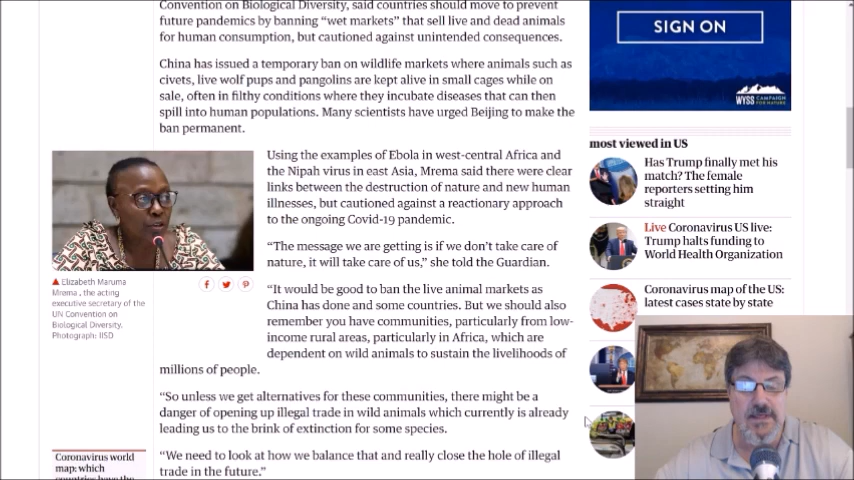 Convention on Biological Diversity, said countries should move to prevent
future pandemics by banning “wet markets” that sell live and dead animals
for human consumption, but cautioned against unintended consequences.
China has issued a temporary ban on wildlife markets where animals such as
civets, live wolf pups and pangolins are kept alive in small cages while on
sale, often in filthy conditions where they incubate diseases that can then
spill into human populations. Many scientists have urged Beijing to make the
ban permanent.
Using the examples of Ebola in west-central Africa and
the Nipah virus in east Asia, Mrema said there were clear
links between the destruction of nature and new human
illnesses, but cautioned against a reactionary approach
to the ongoing Covid-19 pandemic.
“The message we are getting is if we don’t take care of
nature, it will take care of us,” she told the Guardian.
“It would be good to ban the live animal markets as
China has done and some countries. But we should also
remember you have communities, particularly from low-
income rural areas, particularly in Africa, which are
dependent on wild animals to sustain the livelihoods of
millions of people.
“So unless we get alternatives for these communities, there might be a
danger of opening up illegal trade in wild animals which currently is already
leading us to the brink of extinction for some species.
“We need to look at how we balance that and really close the hole of illegal
trade in the future.”
Elizabeth Maruma
Mrema , the acting
executive secretary of the
UN Convention on
Biological Diversity.
Photograph: IISD
Coronavirus world
map: which
countries have the
SIGN ON
WYSS CAMPAIGN
FOR NATURE
most viewed in US
Has Trump finally met his
match? The female
reporters setting him
straight
Live Coronavirus US live:
Trump halts funding to
World Health Organization
Coronavirus map of the US:
latest cases state by state